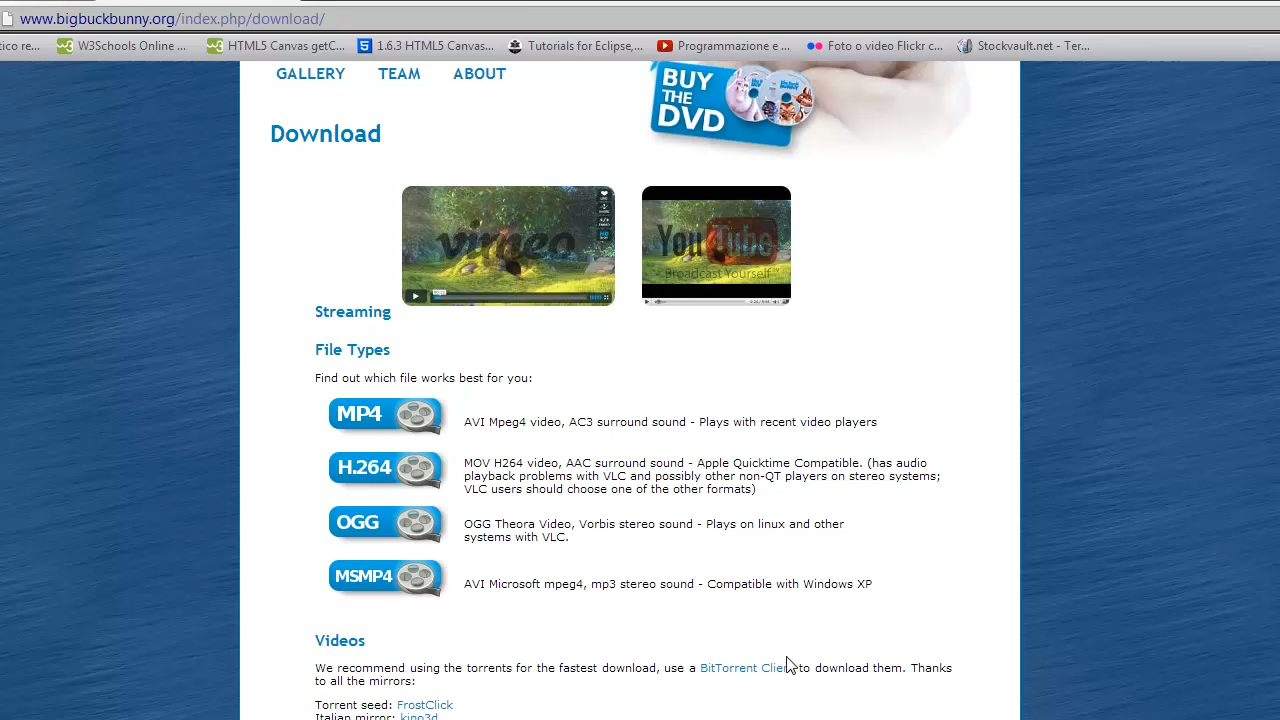 www.bigbuckbunny.org/index.php/download/
tico re...
W3Schools Online ...
HTML5 Canvas getC...
1.6.3 HTML5 Canvas...
Tutorials for Eclipse,...
Programmazione e ...
Foto o video Flickr c...
Stockvault.net - Ter...
GALLERY TEAM ABOUT
BUY
THE
DVD
Download
vimeo
YouTube
Broadcast Yourself
Streaming
File Types
Find out which file works best for you:
MP4
AVI Mpeg4 video, AC3 surround sound - Plays with recent video players
H.264
MOV H264 video, AAC surround sound - Apple Quicktime Compatible. (has audio
playback problems with VLC and possibly other non-QT players on stereo systems;
VLC users should choose one of the other formats)
OGG
OGG Theora Video, Vorbis stereo sound - Plays on linux and other
systems with VLC.
MSMP4
AVI Microsoft mpeg4, mp3 stereo sound - Compatible with Windows XP
Videos
We recommend using the torrents for the fastest download, use a BitTorrent Client to download them. Thanks
to all the mirrors:
Torrent seed: FrostClick
Italian mirror: kino3d